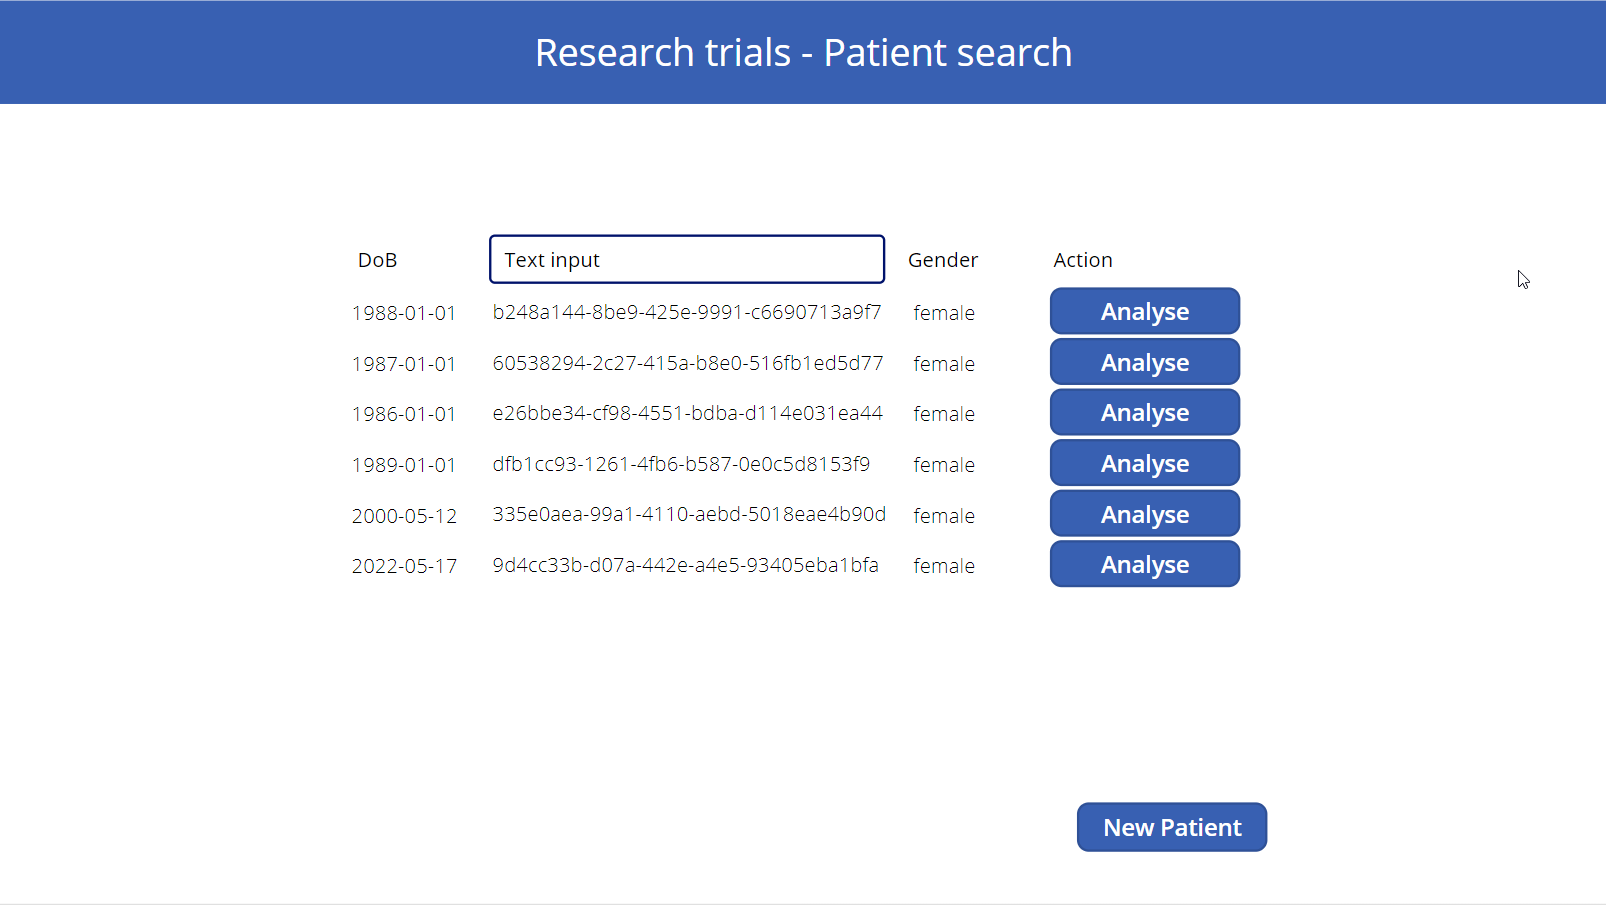 Research trials - Patient search
DoB Text input Gender Action
1988-01-01 b248a144-8be9-425e-9991-c6690713a9f7 female Analyse
1987-01-01 60538294-2c27-415a-b8e0-516fb1ed5d77 female Analyse
1986-01-01 e26bbe34-cf98-4551-bdba-d114e031ea44 female Analyse
1989-01-01 dfb1cc93-1261-4fb6-b587-0e0c5d8153f9 female Analyse
2000-05-12 335e0aea-99a1-4110-aebd-5018eae4b90d female Analyse
2022-05-17 9d4cc33b-d07a-442e-a4e5-93405eba1bfa female Analyse
New Patient